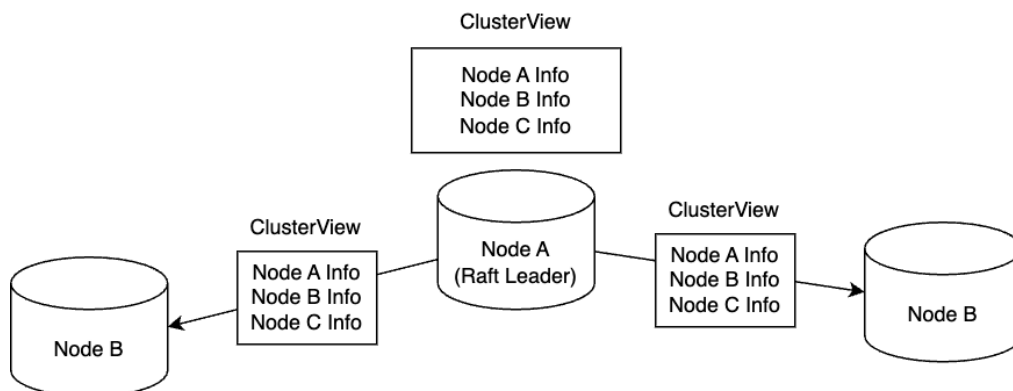 ClusterView
Node A Info
Node B Info
Node C Info
ClusterView
Node A Info
Node B Info
Node C Info
Node A
(Raft Leader)
ClusterView
Node A Info
Node B Info
Node C Info
Node B
Node B